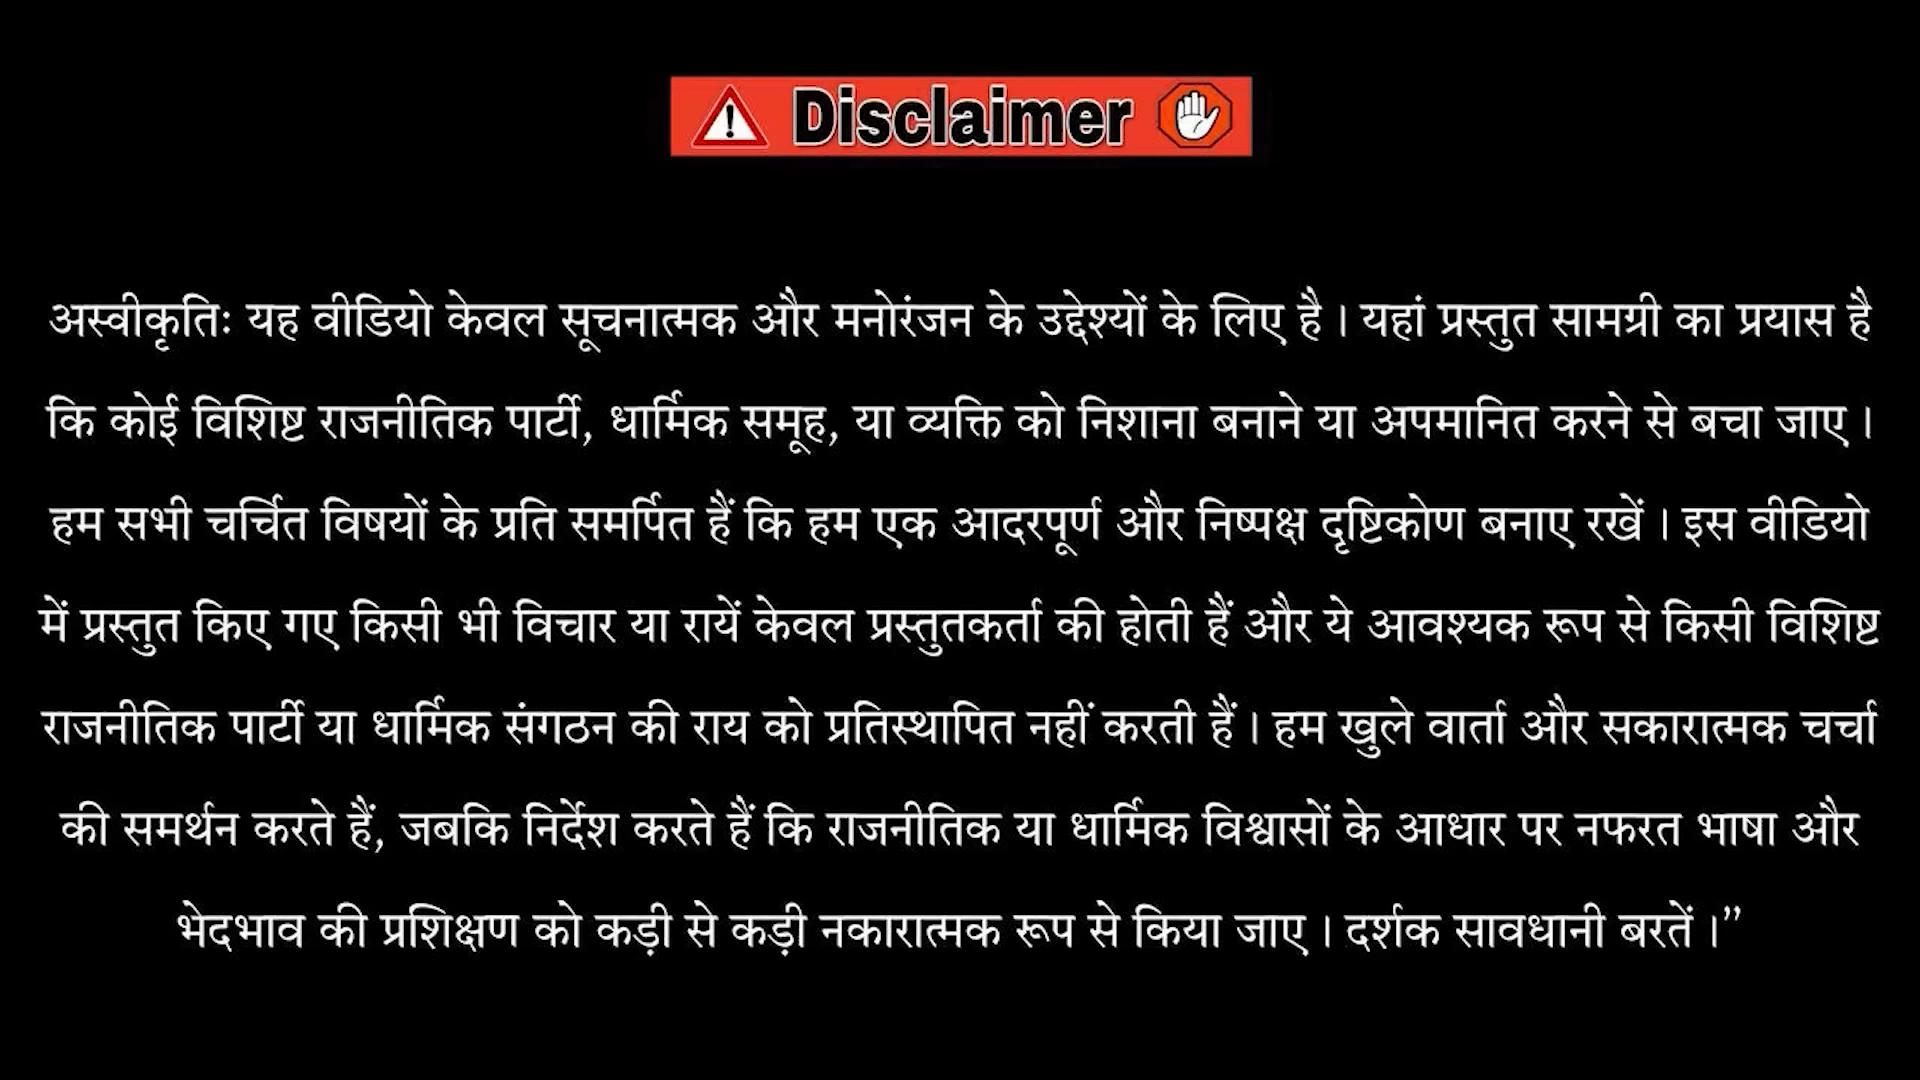 Disclaimer
अस्वीकृतिः यह वीडियो केवल सूचनात्मक और मनोरंजन के उद्देश्यों के लिए है। यहां प्रस्तुत सामग्री का प्रयास है
कि कोई विशिष्ट राजनीतिक पार्टी, धार्मिक समूह, या व्यक्ति को निशाना बनाने या अपमानित करने से बचा जाए।
हम सभी चर्चित विषयों के प्रति समर्पित हैं कि हम एक आदरपूर्ण और निष्पक्ष दृष्टिकोण बनाए रखें। इस वीडियो
में प्रस्तुत किए गए किसी भी विचार या रायें केवल प्रस्तुतकर्ता की होती हैं और ये आवश्यक रूप से किसी विशिष्ट
राजनीतिक पार्टी या धार्मिक संगठन की राय को प्रतिस्थापित नहीं करती हैं। हम खुले वार्ता और सकारात्मक चर्चा
की समर्थन करते हैं, जबकि निर्देश करते हैं कि राजनीतिक या धार्मिक विश्वासों के आधार पर नफरत भाषा और
भेदभाव की प्रशिक्षण को कड़ी से कड़ी नकारात्मक रूप से किया जाए। दर्शक सावधानी बरतें।”